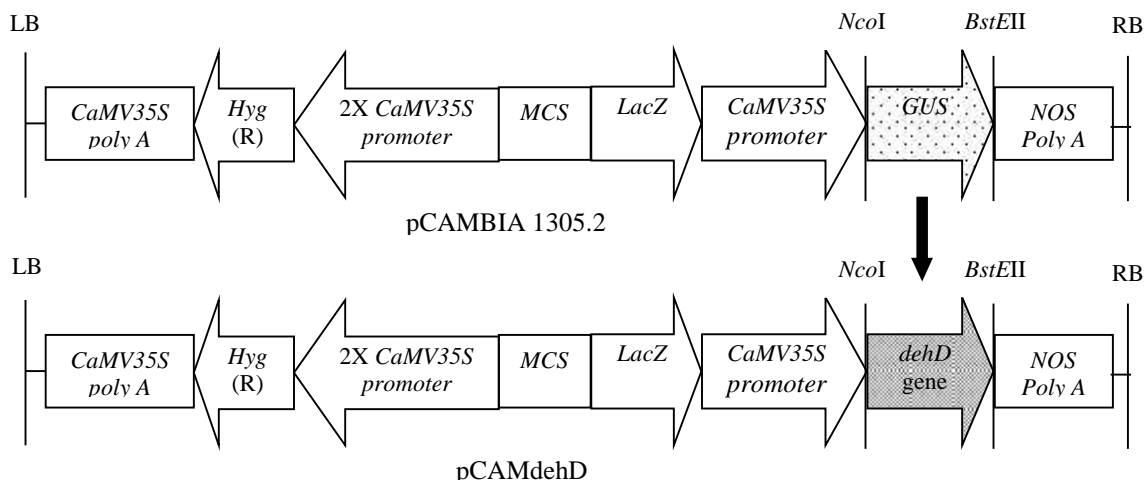 LB NcoI BstEII RB
CaMV35S poly A
Hyg (R)
2X CaMV35S promoter
MCS
LacZ
CaMV35S promoter
GUS
NOS Poly A
pCAMBIA 1305.2
LB NcoI BstEII RB
CaMV35S poly A
Hyg (R)
2X CaMV35S promoter
MCS
LacZ
CaMV35S promoter
dehD gene
NOS Poly A
pCAMdehD